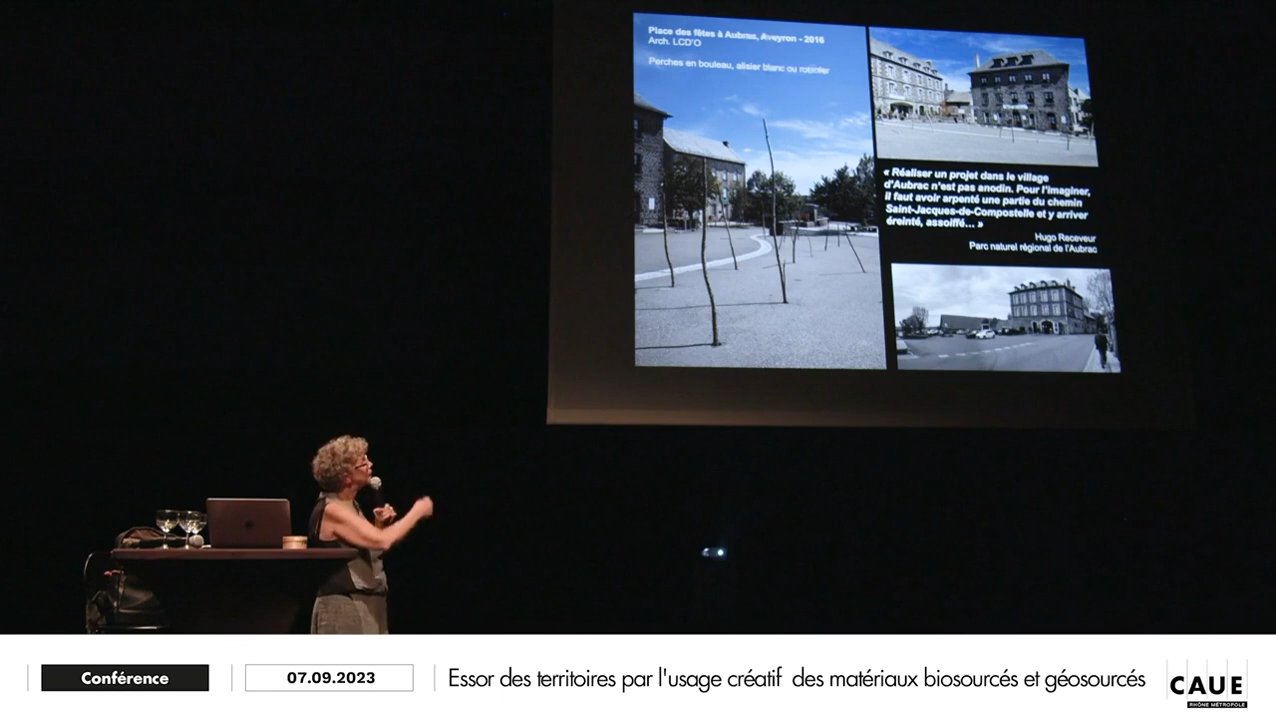 Place des fêtes à Aubrac, Aveyron - 2016
Arch. LCD'O
Perches en bouleau, alisier blanc ou robinier
« Réaliser un projet dans le village
d'Aubrac n'est pas anodin. Pour l'imaginer,
il faut avoir arpenté une partie du chemin
Saint-Jacques-de-Compostelle et y arriver
éreinté, assoiffé... »
Hugo Receveur
Parc naturel régional de l'Aubrac
Conférence
07.09.2023
Essor des territoires par l'usage créatif des matériaux biosourcés et géosourcés
CAUE
RHÔNE MÉTROPOLE